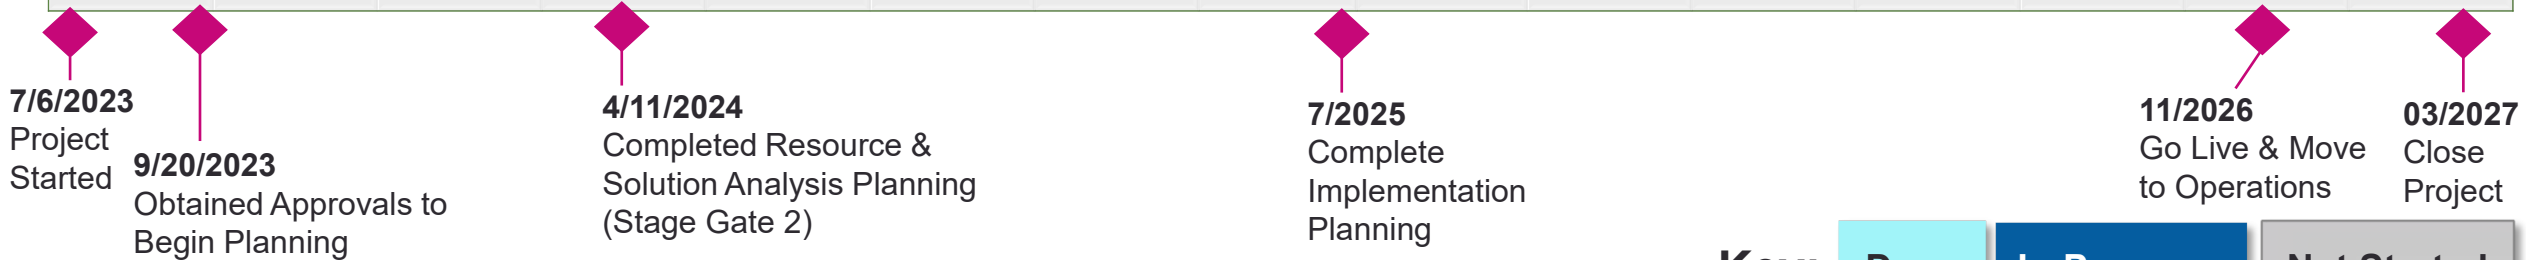 7/6/2023
Project
Started
9/20/2023
Obtained Approvals to
Begin Planning
4/11/2024
Completed Resource &
Solution Analysis Planning
(Stage Gate 2)
7/2025
Complete
Implementation
Planning
11/2026
Go Live & Move
to Operations
03/2027
Close
Project